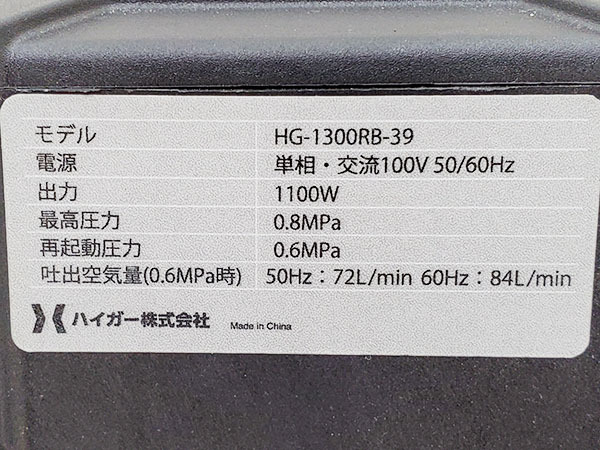 モデル HG-1300RB-39
電源 単相・交流100V 50/60Hz
出力 1100W
最高圧力 0.8MPa
再起動圧力 0.6MPa
吐出空気量(0.6MPa時) 50Hz：72L/min 60Hz：84L/min
ハイガー株式会社 Made in China